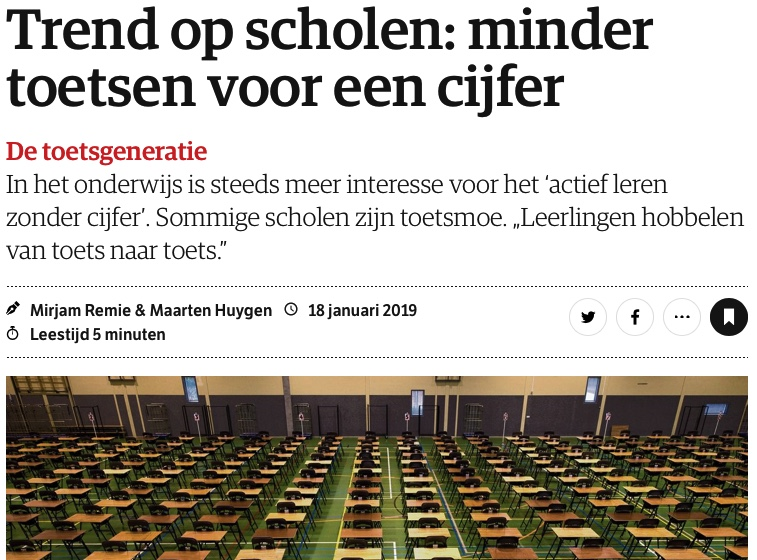 Trend op scholen: minder
toetsen voor een cijfer
De toetsgeneratie
In het onderwijs is steeds meer interesse voor het ‘actief leren
zonder cijfer’. Sommige scholen zijn toetsmoe. „Leerlingen hobbelen
van toets naar toets.”
Mirjam Remie & Maarten Huygen 18 januari 2019
Leestijd 5 minuten